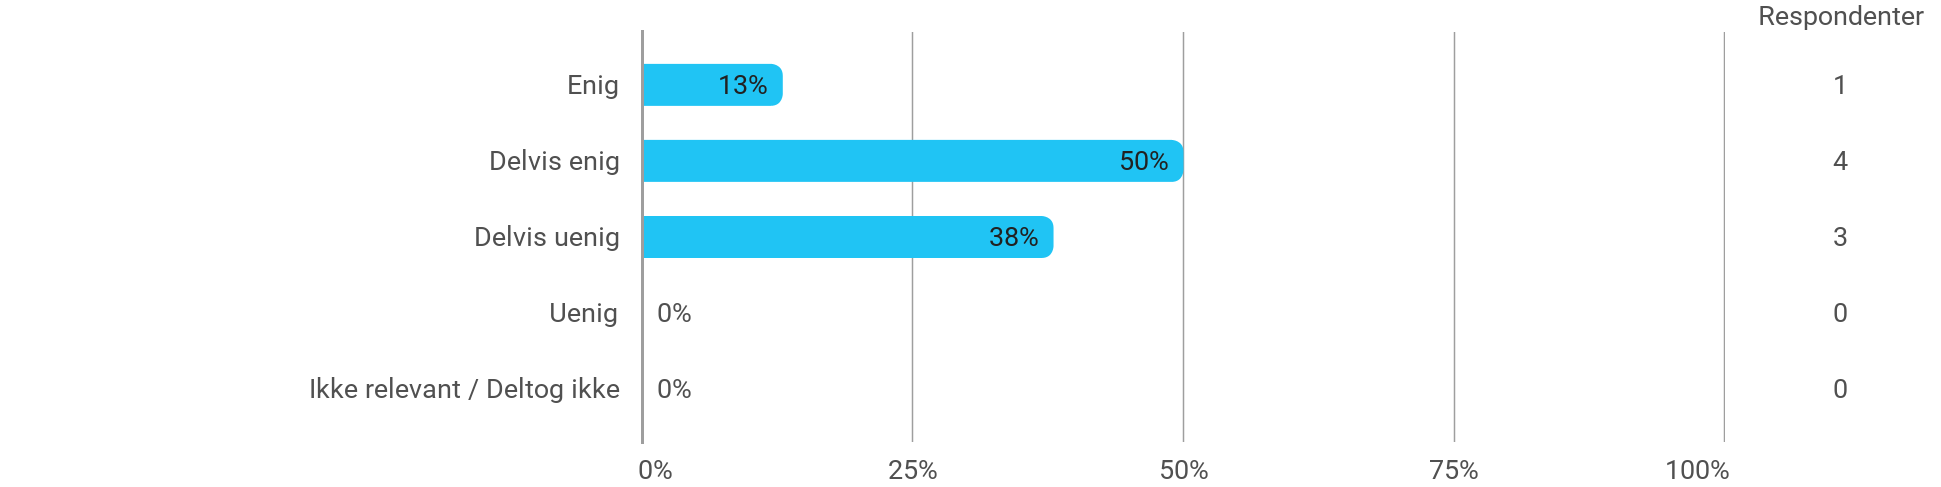 Respondenter
Enig 13% 1
Delvis enig 50% 4
Delvis uenig 38% 3
Uenig 0% 0
Ikke relevant / Deltog ikke 0% 0
0% 25% 50% 75% 100%